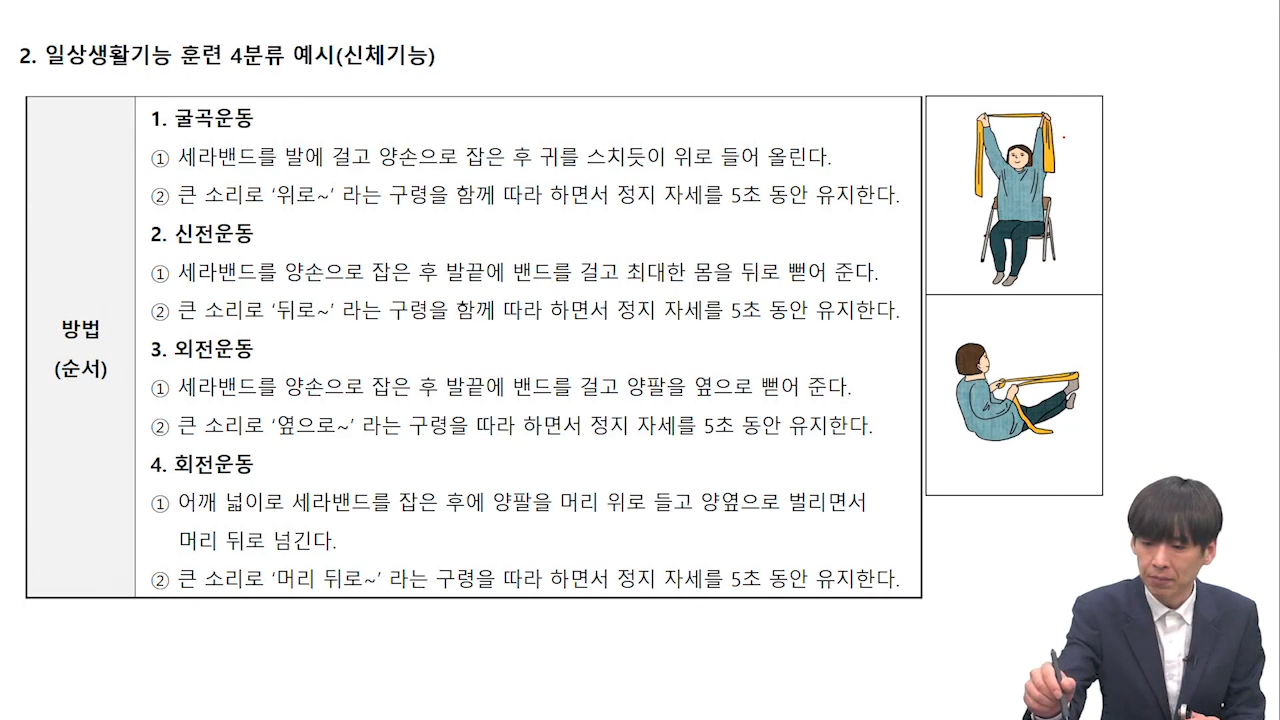 2. 일상생활기능 훈련 4분류 예시(신체기능)
방법
(순서)
1. 굴곡운동
① 세라밴드를 발에 걸고 양손으로 잡은 후 귀를 스치듯이 위로 들어 올린다.
② 큰 소리로 ‘위로~’ 라는 구령을 함께 따라 하면서 정지 자세를 5초 동안 유지한다.
2. 신전운동
① 세라밴드를 양손으로 잡은 후 발끝에 밴드를 걸고 최대한 몸을 뒤로 뻗어 준다.
② 큰 소리로 ‘뒤로~’ 라는 구령을 함께 따라 하면서 정지 자세를 5초 동안 유지한다.
3. 외전운동
① 세라밴드를 양손으로 잡은 후 발끝에 밴드를 걸고 양팔을 옆으로 뻗어 준다.
② 큰 소리로 ‘옆으로~’ 라는 구령을 따라 하면서 정지 자세를 5초 동안 유지한다.
4. 회전운동
① 어깨 넓이로 세라밴드를 잡은 후에 양팔을 머리 위로 들고 양옆으로 벌리면서
머리 뒤로 넘긴다.
② 큰 소리로 ‘머리 뒤로~’ 라는 구령을 따라 하면서 정지 자세를 5초 동안 유지한다.